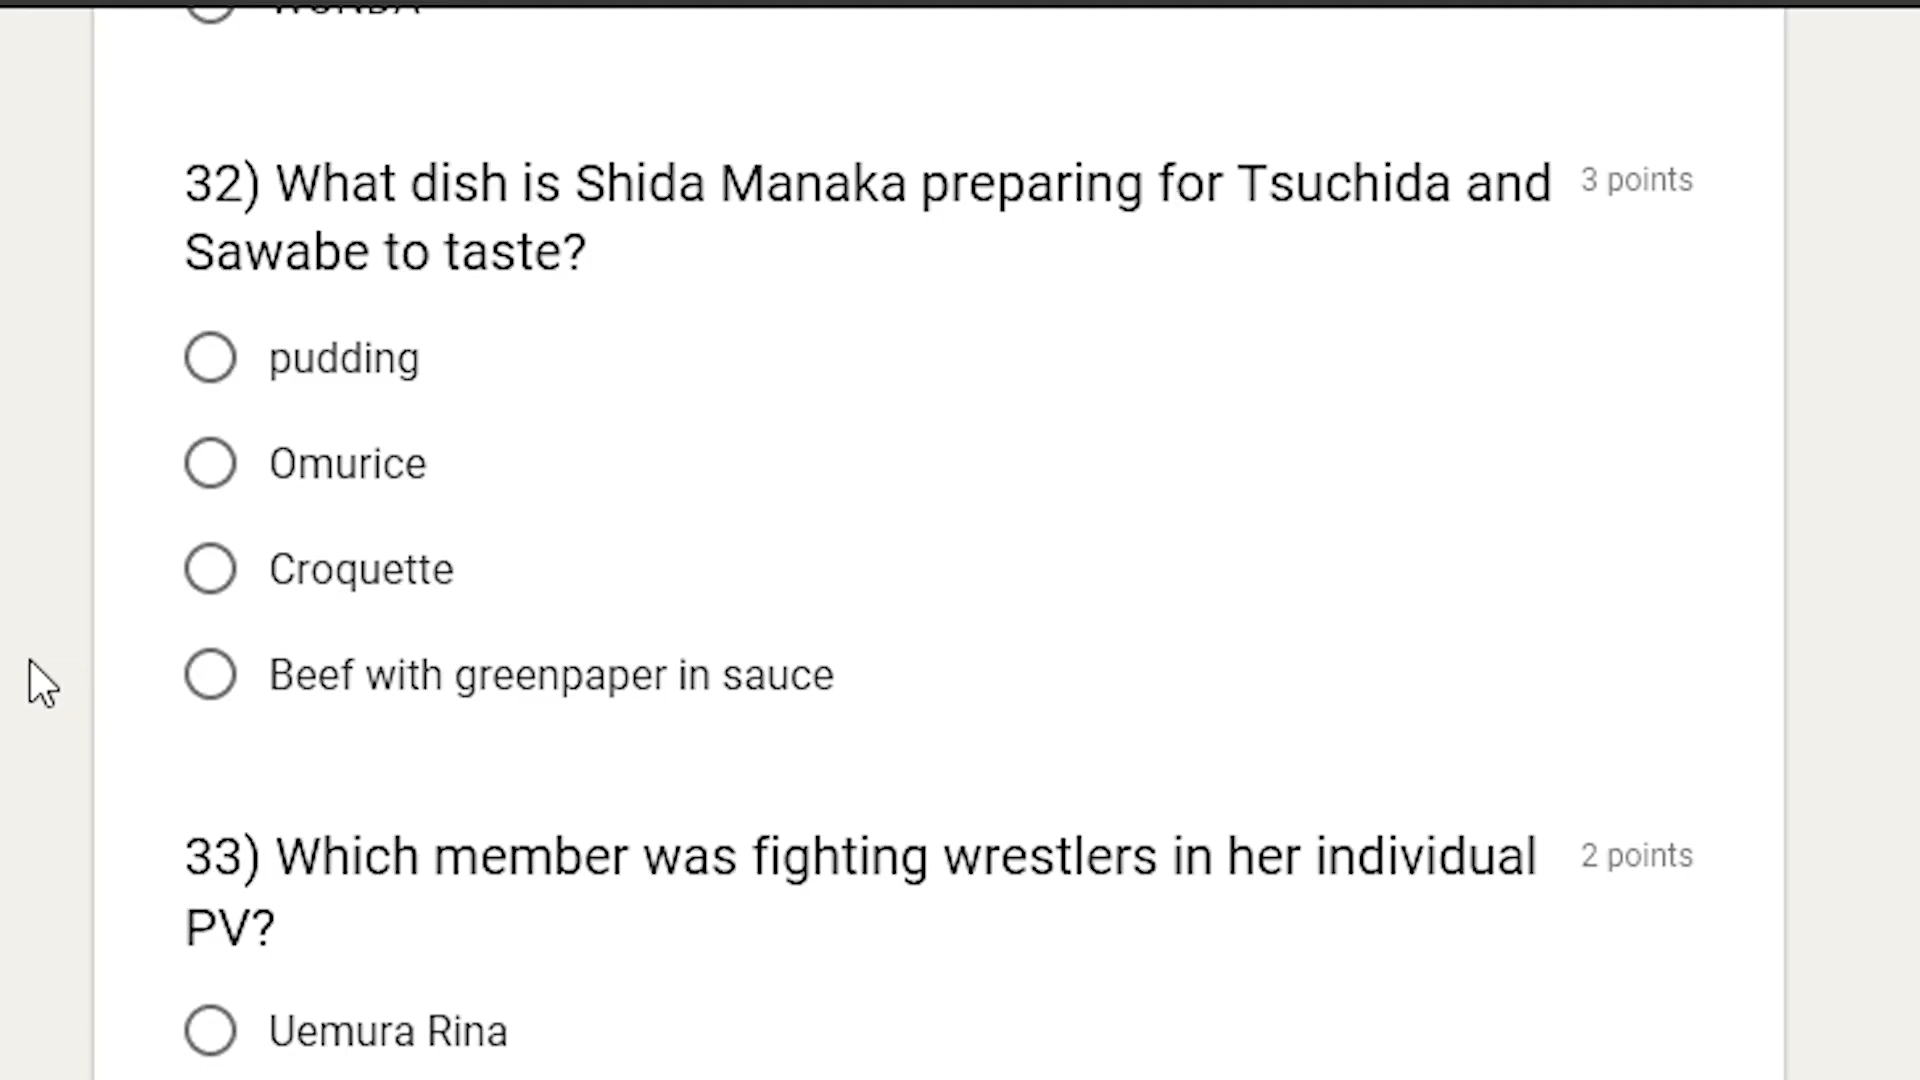 32) What dish is Shida Manaka preparing for Tsuchida and 3 points
Sawabe to taste?
pudding
Omurice
Croquette
Beef with greenpaper in sauce
33) Which member was fighting wrestlers in her individual 2 points
PV?
Uemura Rina